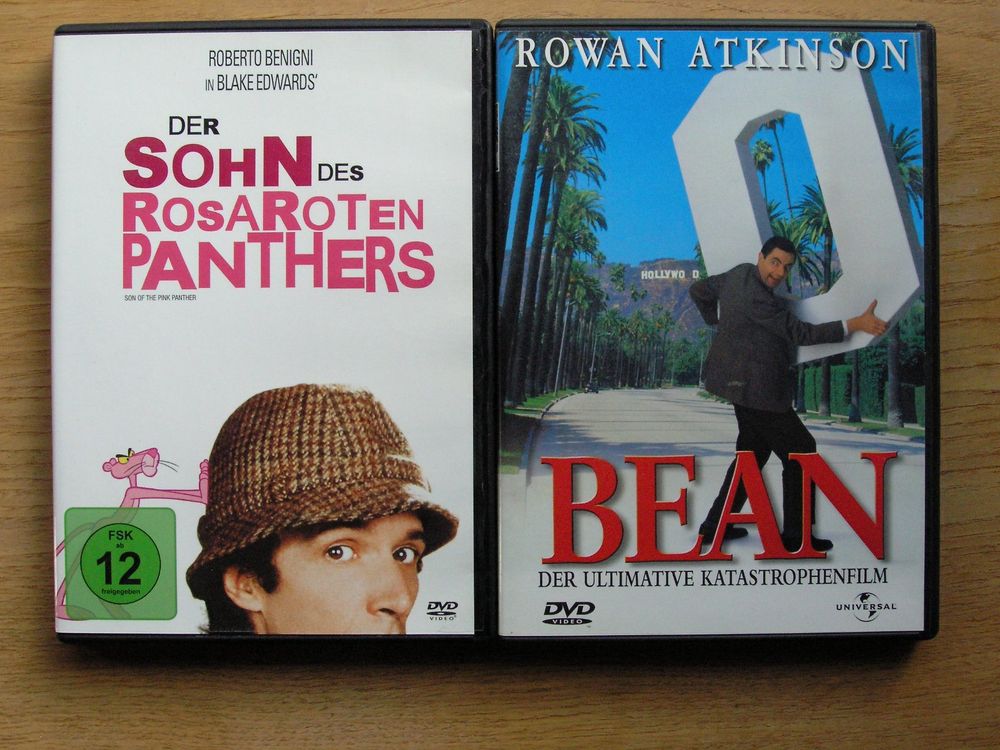 ROBERTO BENIGNI
IN BLAKE EDWARDS'
DER
SOHN DES
ROSAROTEN
PANTHERS
SON OF THE PINK PANTHER
FSK
ab
12
freigegeben
DVD
VIDEO
ROWAN ATKINSON
HOLLYWO D
O
BEAN
DER ULTIMATIVE KATASTROPHENFILM
DVD
VIDEO
UNIVERSAL